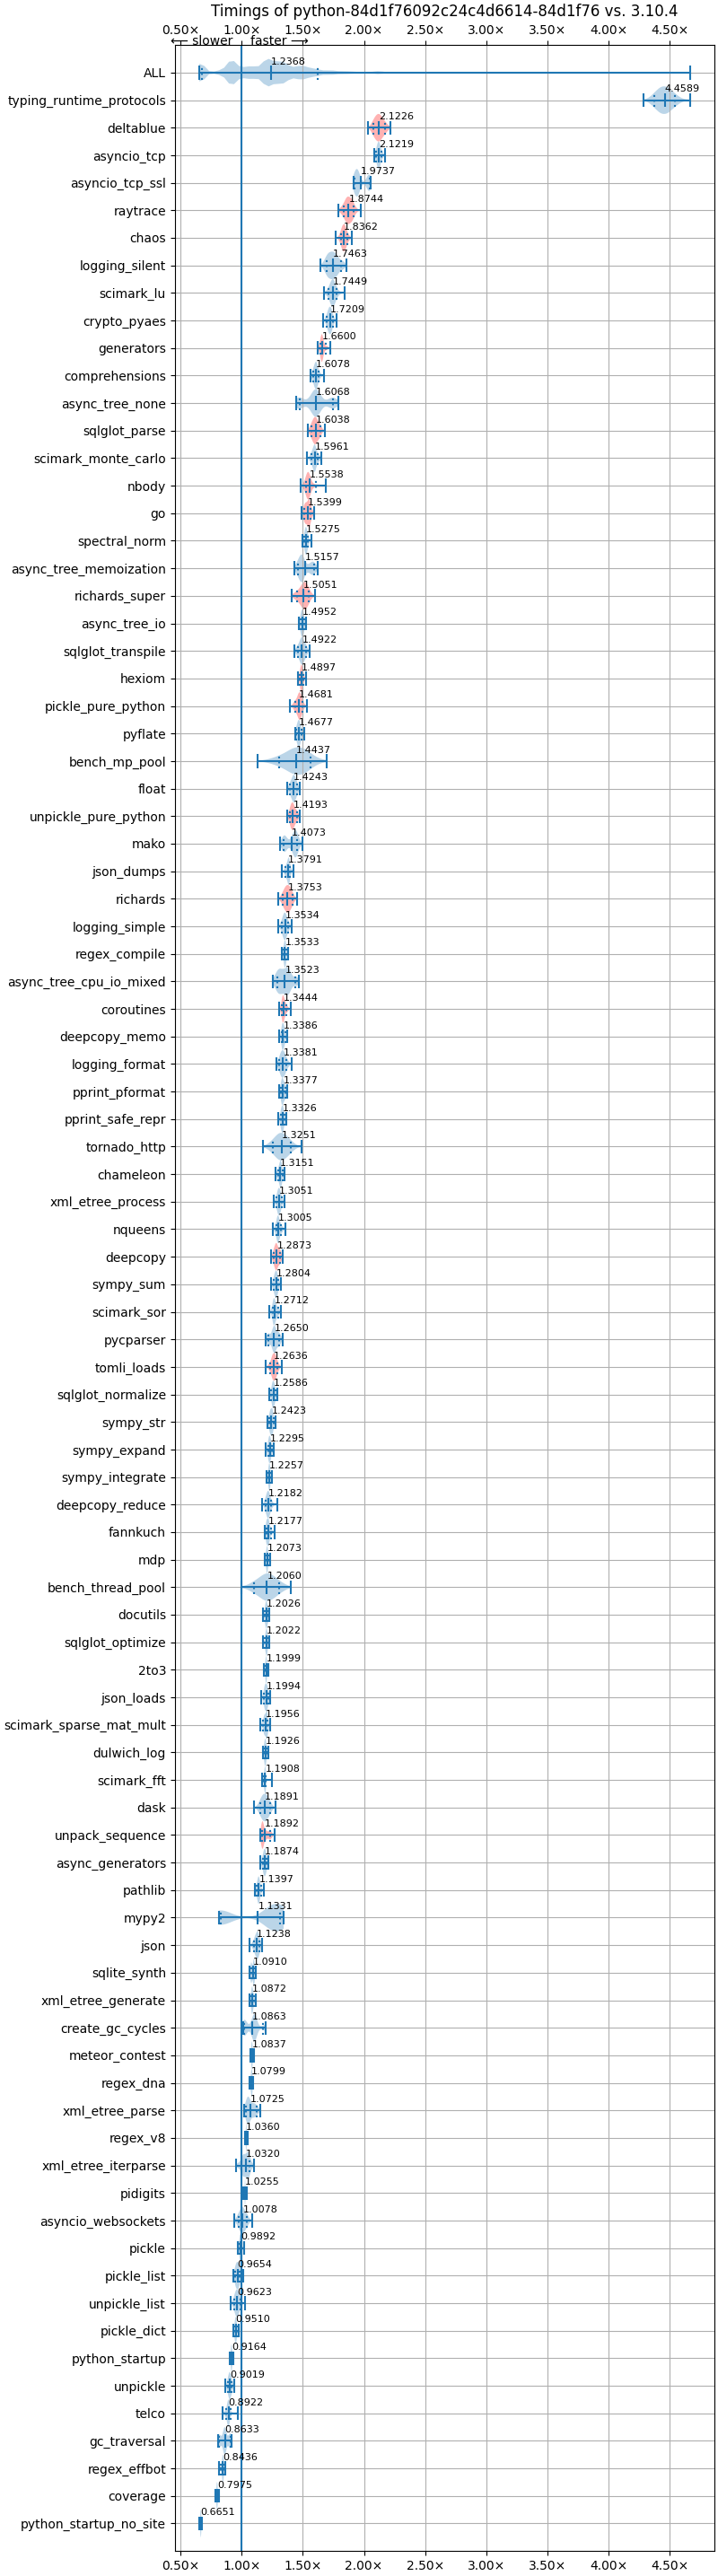 Timings of python-84d1f76092c24c4d6614-84d1f76 vs. 3.10.4
0.50× 1.00× 1.50× 2.00× 2.50× 3.00× 3.50× 4.00× 4.50×
← slower faster →
ALL 1.2368
typing_runtime_protocols 4.4589
deltablue 2.1226
asyncio_tcp 2.1219
asyncio_tcp_ssl 1.9737
raytrace 1.8744
chaos 1.8362
logging_silent 1.7463
scimark_lu 1.7449
crypto_pyaes 1.7209
generators 1.6600
comprehensions 1.6078
async_tree_none 1.6068
sqlglot_parse 1.6038
scimark_monte_carlo 1.5961
nbody 1.5538
go 1.5399
spectral_norm 1.5275
async_tree_memoization 1.5157
richards_super 1.5051
async_tree_io 1.4952
sqlglot_transpile 1.4922
hexiom 1.4897
pickle_pure_python 1.4681
pyflate 1.4677
bench_mp_pool 1.4437
float 1.4243
unpickle_pure_python 1.4193
mako 1.4073
json_dumps 1.3791
richards 1.3753
logging_simple 1.3534
regex_compile 1.3533
async_tree_cpu_io_mixed 1.3523
coroutines 1.3444
deepcopy_memo 1.3386
logging_format 1.3381
pprint_pformat 1.3377
pprint_safe_repr 1.3326
tornado_http 1.3251
chameleon 1.3151
xml_etree_process 1.3051
nqueens 1.3005
deepcopy 1.2873
sympy_sum 1.2804
scimark_sor 1.2712
pycparser 1.2650
tomli_loads 1.2636
sqlglot_normalize 1.2586
sympy_str 1.2423
sympy_expand 1.2295
sympy_integrate 1.2257
deepcopy_reduce 1.2182
fannkuch 1.2177
mdp 1.2073
bench_thread_pool 1.2060
docutils 1.2026
sqlglot_optimize 1.2022
2to3 1.1999
json_loads 1.1994
scimark_sparse_mat_mult 1.1956
dulwich_log 1.1926
scimark_fft 1.1908
dask 1.1891
unpack_sequence 1.1892
async_generators 1.1874
pathlib 1.1397
mypy2 1.1331
json 1.1238
sqlite_synth 1.0910
xml_etree_generate 1.0872
create_gc_cycles 1.0863
meteor_contest 1.0837
regex_dna 1.0799
xml_etree_parse 1.0725
regex_v8 1.0360
xml_etree_iterparse 1.0320
pidigits 1.0255
asyncio_websockets 1.0078
pickle 0.9892
pickle_list 0.9654
unpickle_list 0.9623
pickle_dict 0.9510
python_startup 0.9164
unpickle 0.9019
telco 0.8922
gc_traversal 0.8633
regex_effbot 0.8436
coverage 0.7975
python_startup_no_site 0.6651
0.50× 1.00× 1.50× 2.00× 2.50× 3.00× 3.50× 4.00× 4.50×